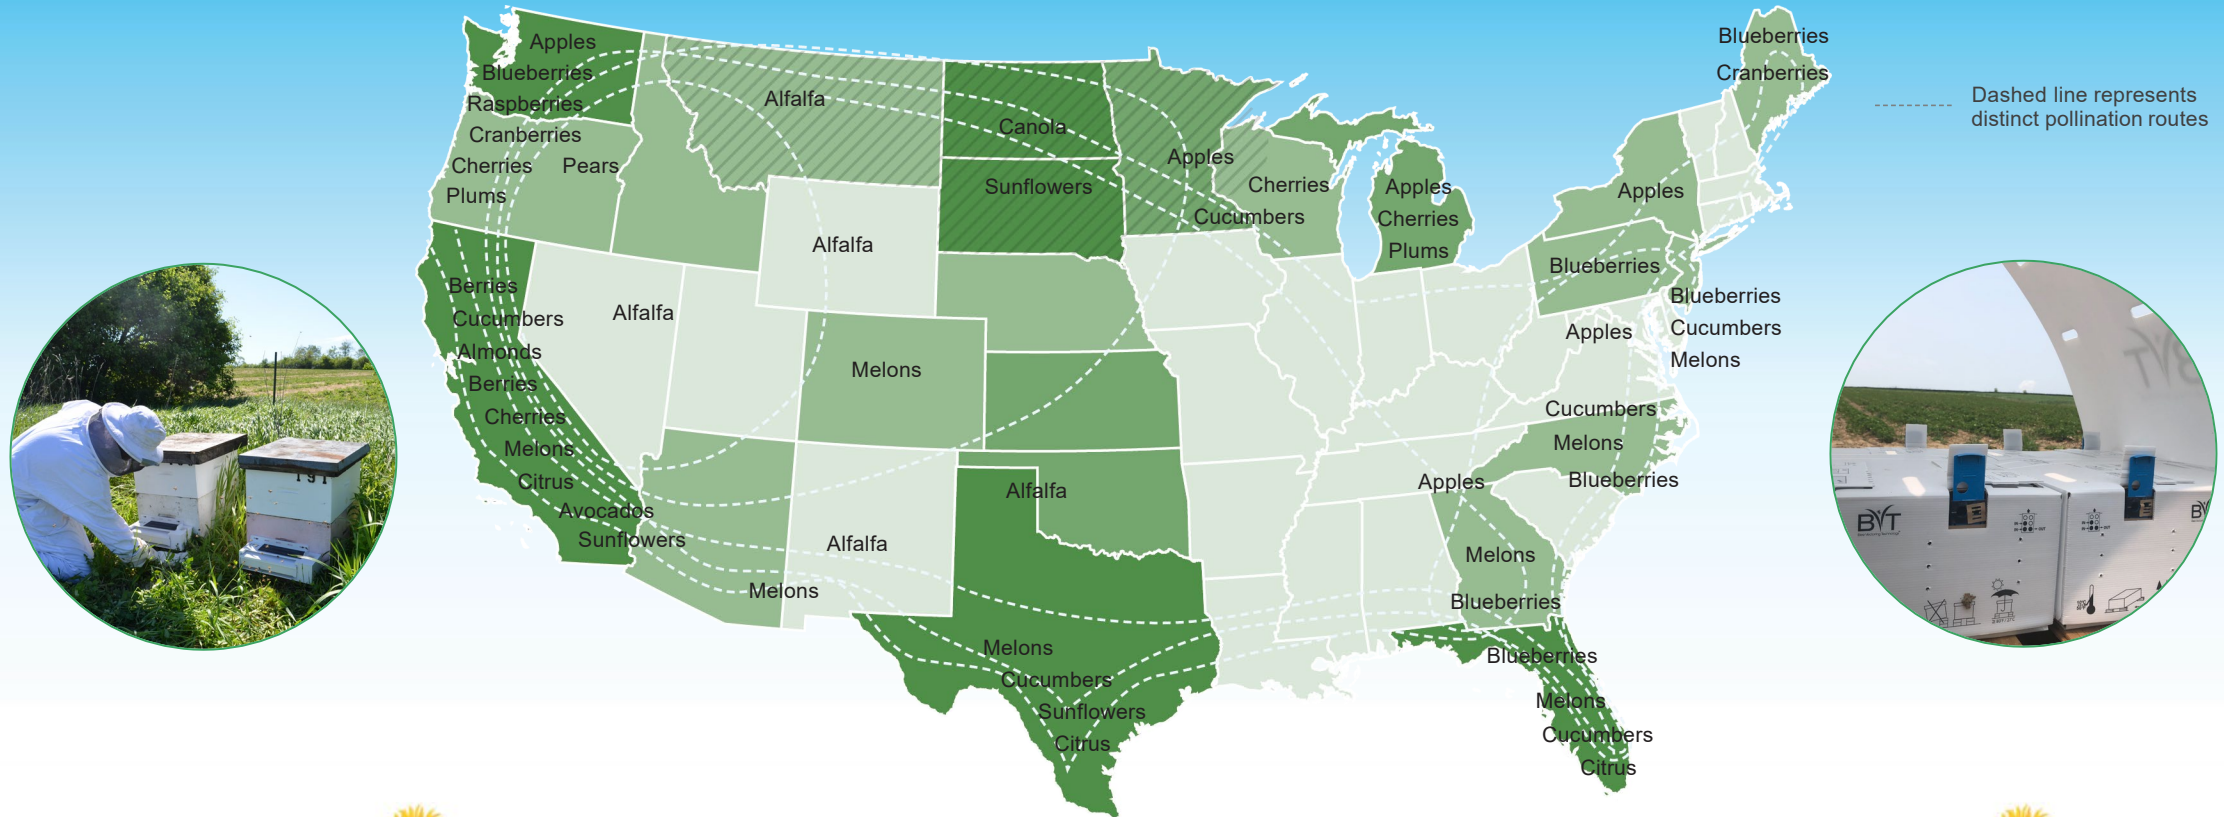 Apples
Blueberries
Raspberries
Cranberries
Cherries
Pears
Plums
Berries
Cucumbers
Almonds
Berries
Cherries
Melons
Citrus
Avocados
Sunflowers
Alfalfa
Alfalfa
Alfalfa
Melons
Alfalfa
Melons
Canola
Sunflowers
Alfalfa
Melons
Cucumbers
Sunflowers
Citrus
Apples
Cherries
Cucumbers
Apples
Cherries
Plums
Blueberries
Cranberries
Apples
Blueberries
Blueberries
Cucumbers
Melons
Apples
Cucumbers
Melons
Blueberries
Apples
Melons
Blueberries
Blueberries
Melons
Cucumbers
Citrus
Dashed line represents
distinct pollination routes
191
BVT
BVT